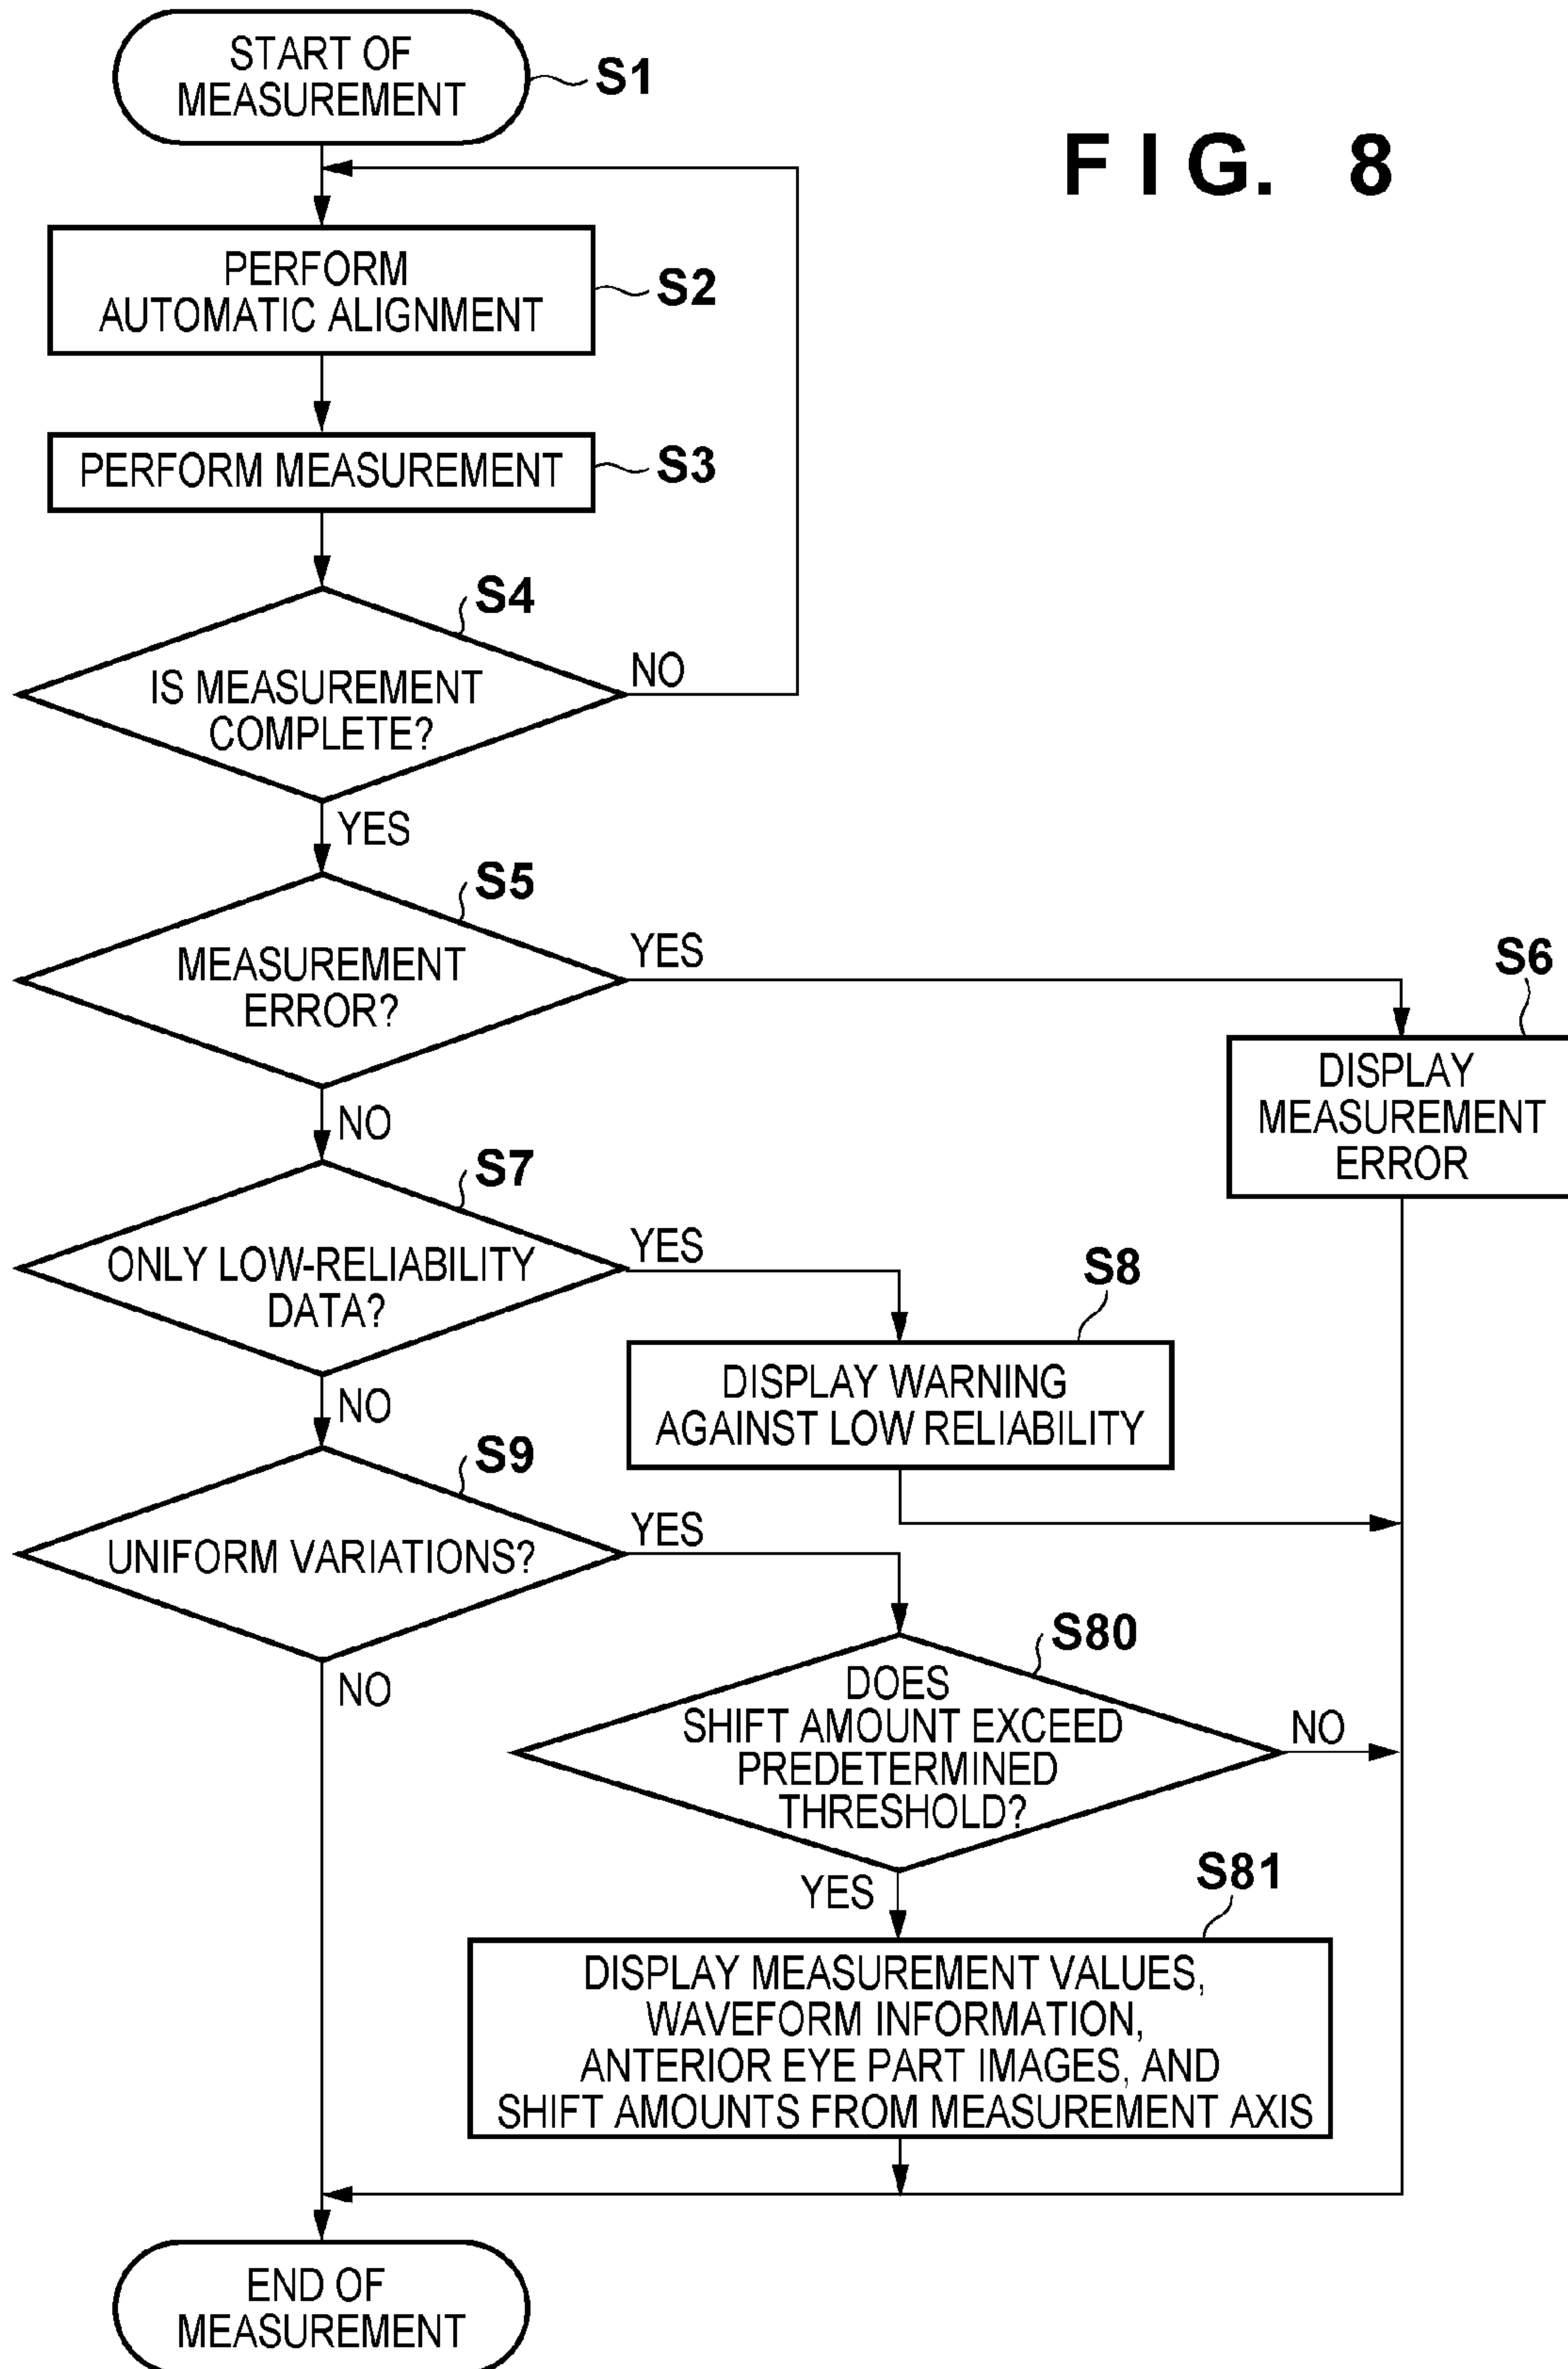 FIG. 8
START OF
MEASUREMENT
S1
PERFORM
AUTOMATIC ALIGNMENT
S2
PERFORM MEASUREMENT
S3
S4
IS MEASUREMENT
COMPLETE?
NO
YES
S5
MEASUREMENT
ERROR?
YES
NO
S6
DISPLAY
MEASUREMENT
ERROR
S7
ONLY LOW-RELIABILITY
DATA?
YES
NO
S8
DISPLAY WARNING
AGAINST LOW RELIABILITY
S9
UNIFORM VARIATIONS?
YES
NO
S80
DOES
SHIFT AMOUNT EXCEED
PREDETERMINED
THRESHOLD?
NO
YES
S81
DISPLAY MEASUREMENT VALUES,
WAVEFORM INFORMATION,
ANTERIOR EYE PART IMAGES, AND
SHIFT AMOUNTS FROM MEASUREMENT AXIS
END OF
MEASUREMENT